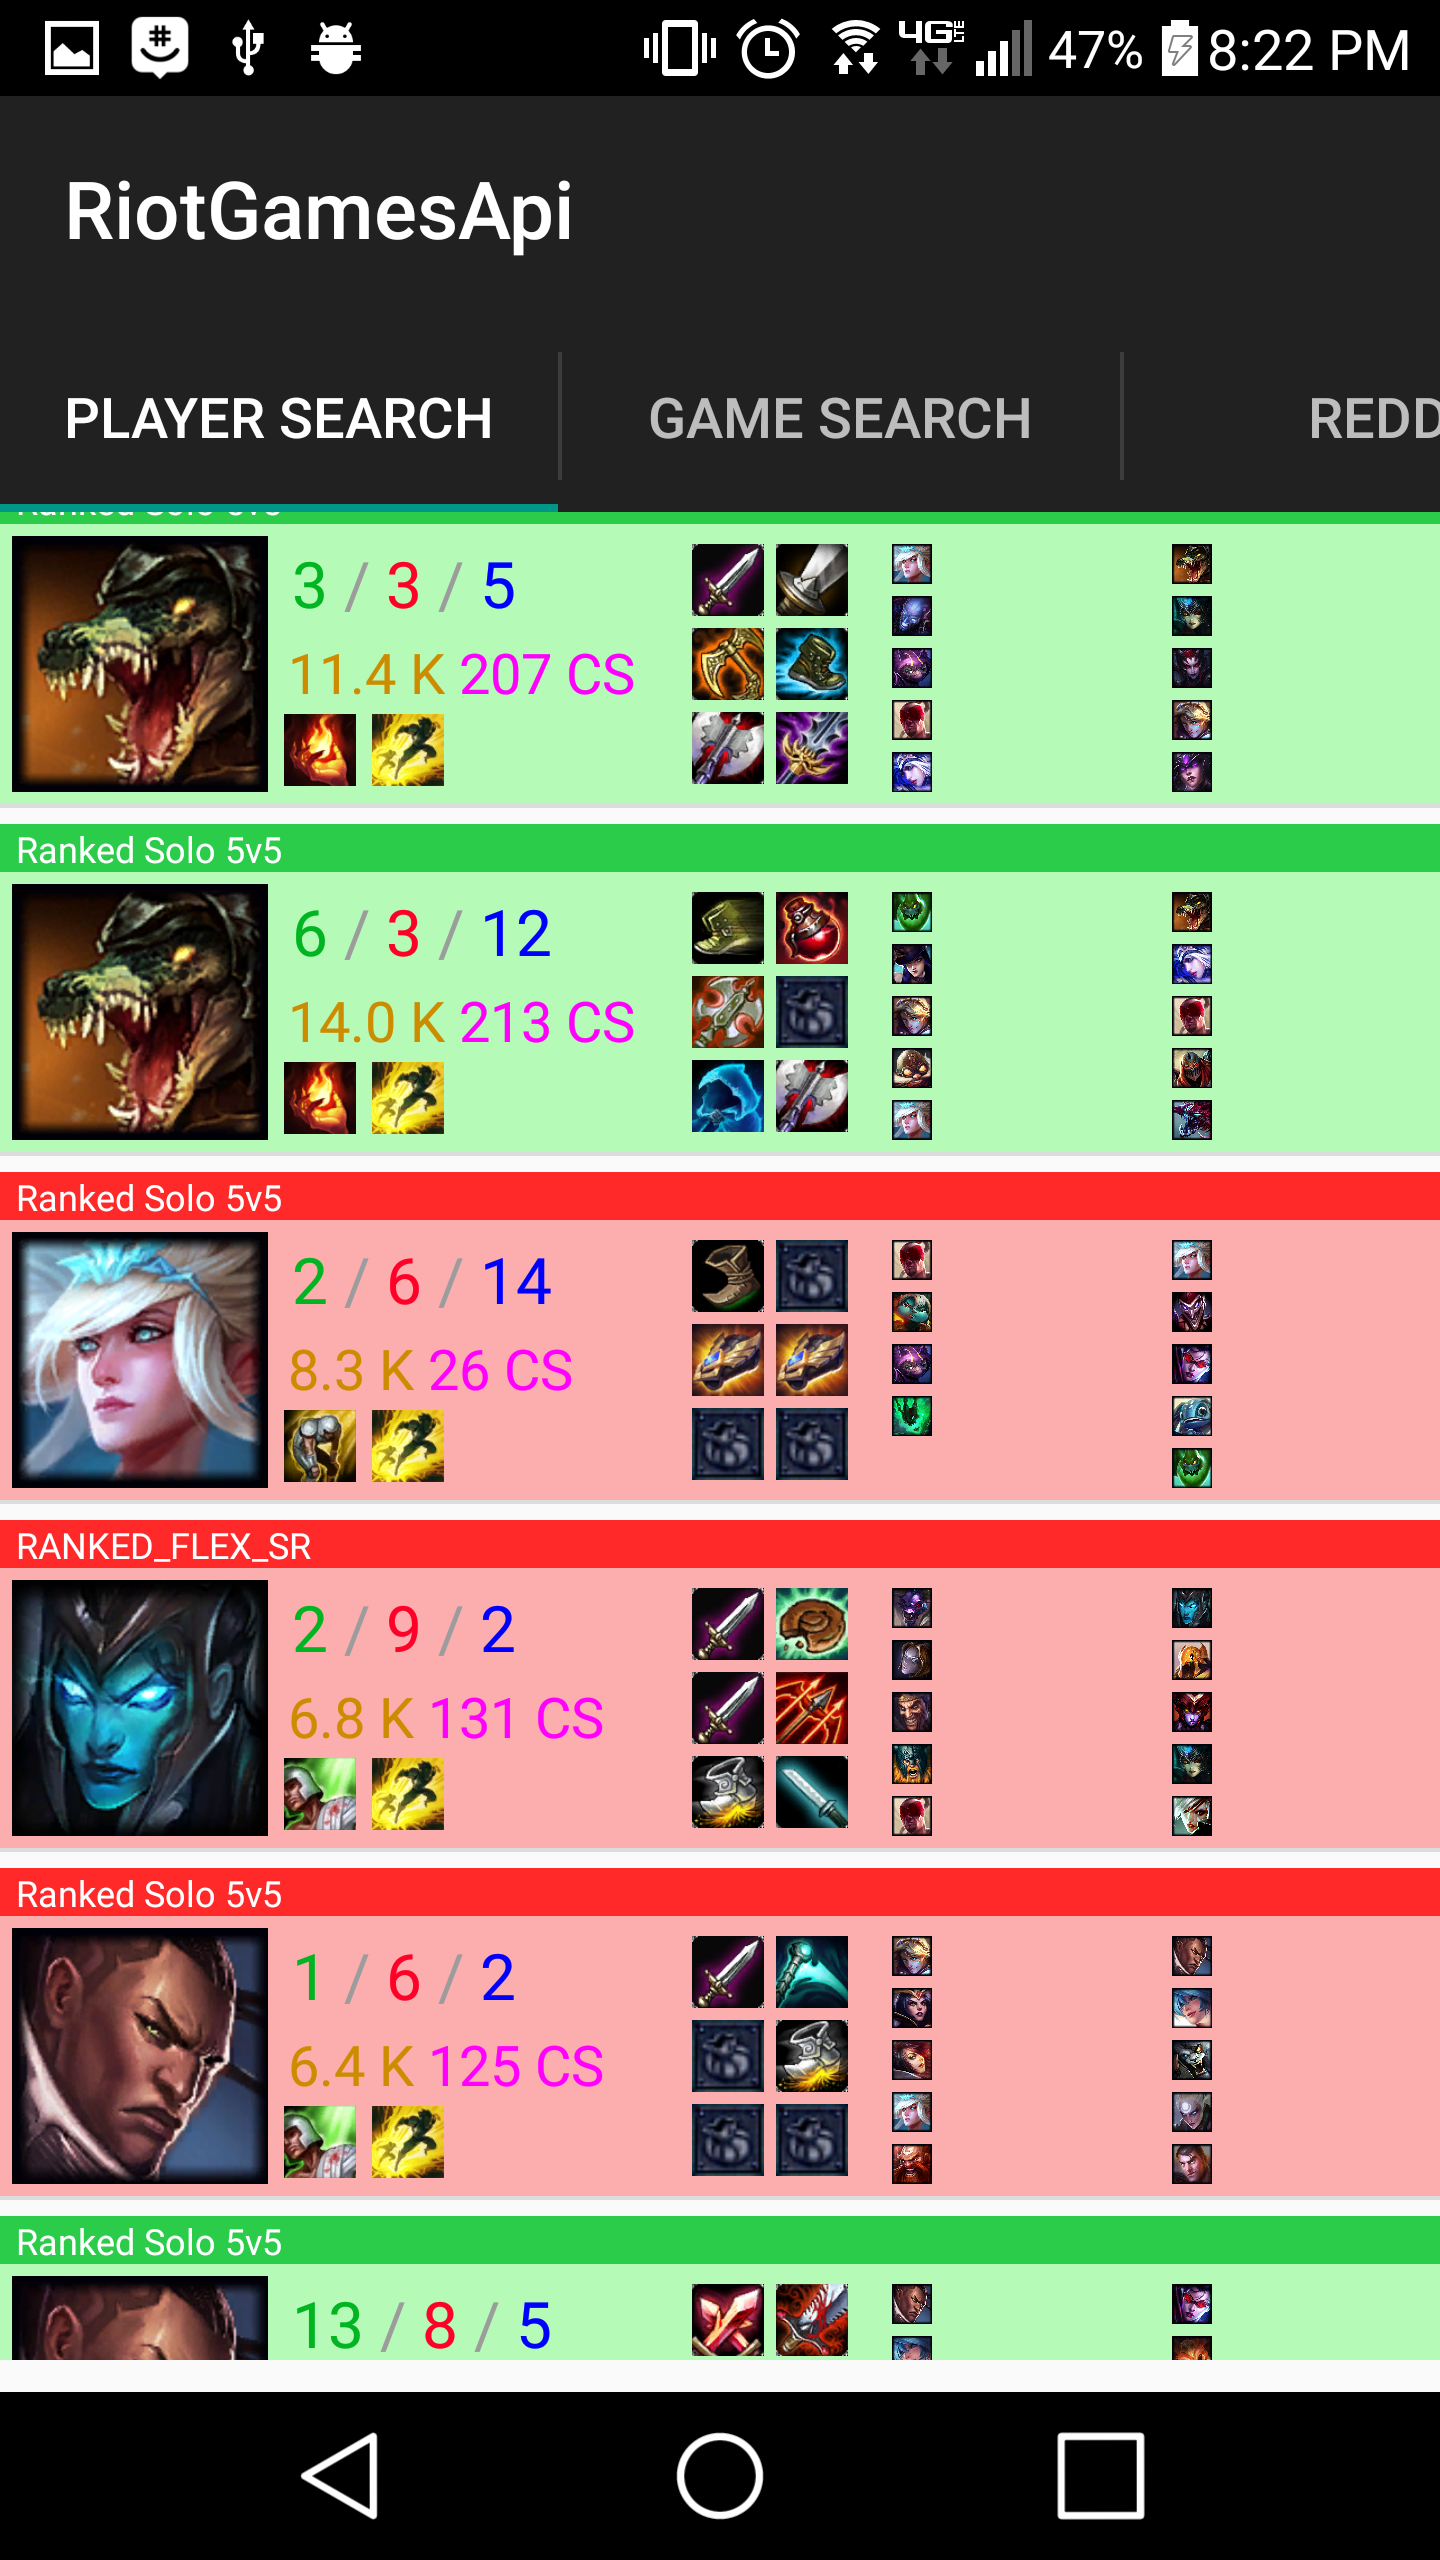 47% 8:22 PM
RiotGamesApi
PLAYER SEARCH GAME SEARCH REDD
Ranked Solo 5v5
3 / 3 / 5
11.4 K 207 CS
Ranked Solo 5v5
6 / 3 / 12
14.0 K 213 CS
Ranked Solo 5v5
2 / 6 / 14
8.3 K 26 CS
RANKED_FLEX_SR
2 / 9 / 2
6.8 K 131 CS
Ranked Solo 5v5
1 / 6 / 2
6.4 K 125 CS
Ranked Solo 5v5
13 / 8 / 5